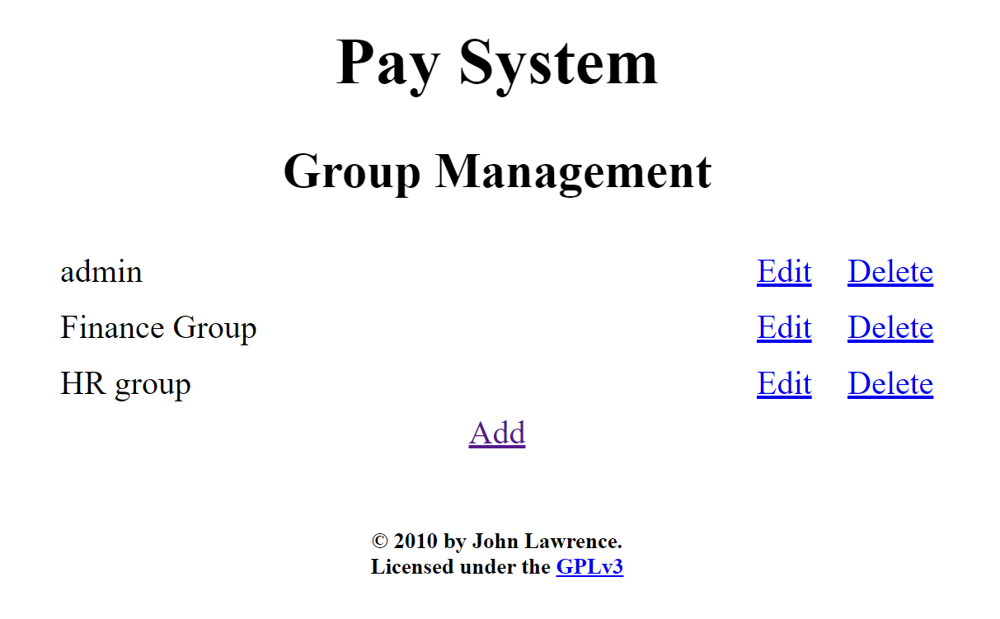 Pay System
Group Management
admin Edit Delete
Finance Group Edit Delete
HR group Edit Delete
Add
© 2010 by John Lawrence.
Licensed under the GPLv3